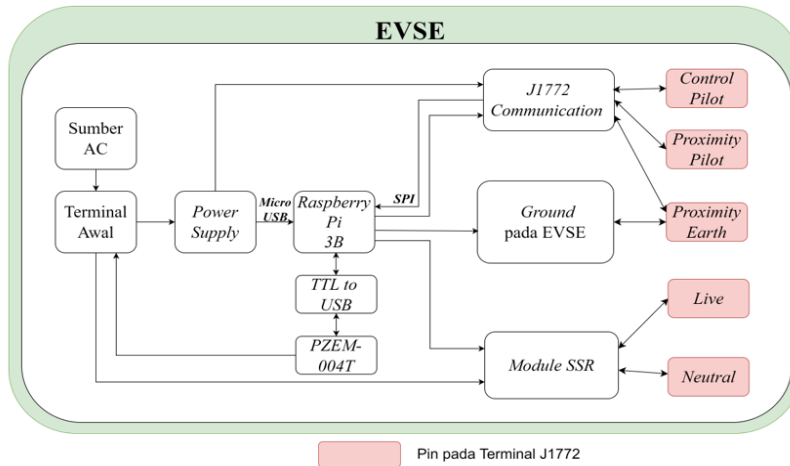 EVSE
Sumber
AC
Terminal
Awal
Power
Supply
Micro
USB
Raspberry
Pi
3B
SPI
TTL to
USB
PZEM-
004T
J1772
Communication
Ground
pada EVSE
Module SSR
Control
Pilot
Proximity
Pilot
Proximity
Earth
Live
Neutral
Pin pada Terminal J1772